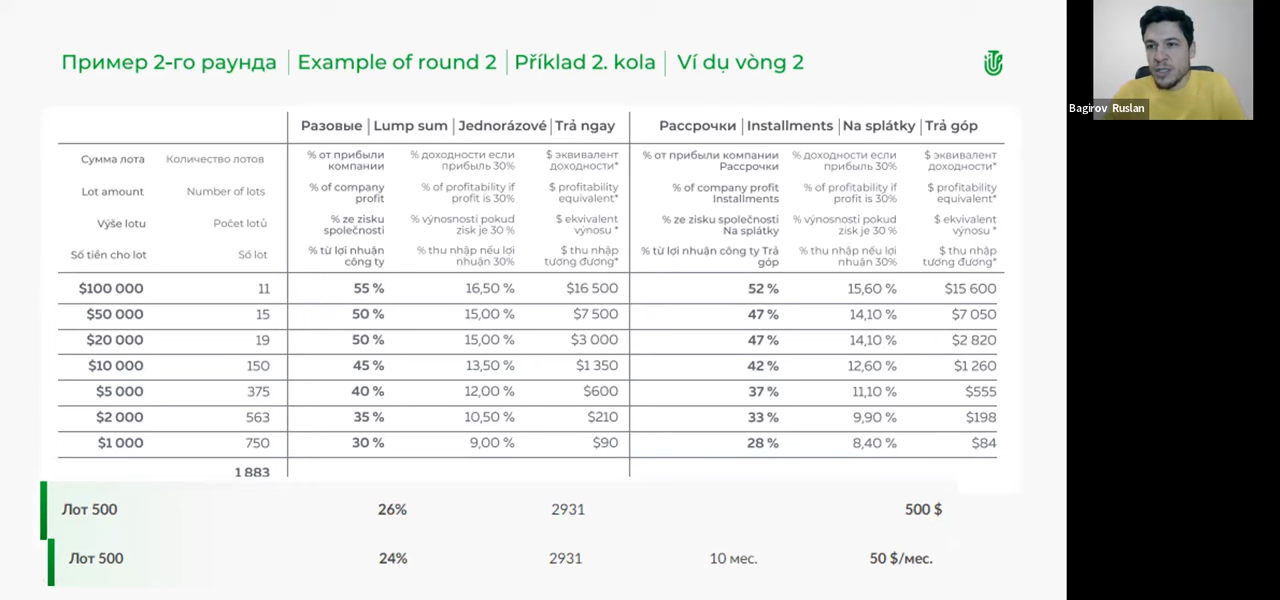 Пример 2-го раунда | Example of round 2 | Příklad 2. kola | Ví dụ vòng 2
Bagirov Ruslan
Разовые | Lump sum | Jednorázové | Trả ngay
Рассрочки | Installments | Na splátky | Trả góp
Сумма лота Количество лотов % от прибыли компании % доходности если прибыль 30% $ эквивалент доходности* % от прибыли компании Рассрочки % доходности если прибыль 30% $ эквивалент доходности*
Lot amount Number of lots % of company profit % of profitability if profit is 30% $ profitability equivalent* % of company profit Installments % of profitability if profit is 30% $ profitability equivalent*
Výše lotu Počet lotů % ze zisku společnosti % výnosnosti pokud zisk je 30 % $ ekvivalent výnosu * % ze zisku společnosti Na splátky % výnosnosti pokud zisk je 30 % $ ekvivalent výnosu *
Số tiền cho lot Số lot % từ lợi nhuận công ty % thu nhập nếu lợi nhuận 30% $ thu nhập tương đương* % từ lợi nhuận công ty Trả góp % thu nhập nếu lợi nhuận 30% $ thu nhập tương đương*
$100 000 11 55 % 16,50 % $16 500 52 % 15,60 % $15 600
$50 000 15 50 % 15,00 % $7 500 47 % 14,10 % $7 050
$20 000 19 50 % 15,00 % $3 000 47 % 14,10 % $2 820
$10 000 150 45 % 13,50 % $1 350 42 % 12,60 % $1 260
$5 000 375 40 % 12,00 % $600 37 % 11,10 % $555
$2 000 563 35 % 10,50 % $210 33 % 9,90 % $198
$1 000 750 30 % 9,00 % $90 28 % 8,40 % $84
1 883
Лот 500 26% 2931 500 $
Лот 500 24% 2931 10 мес. 50 $/мес.